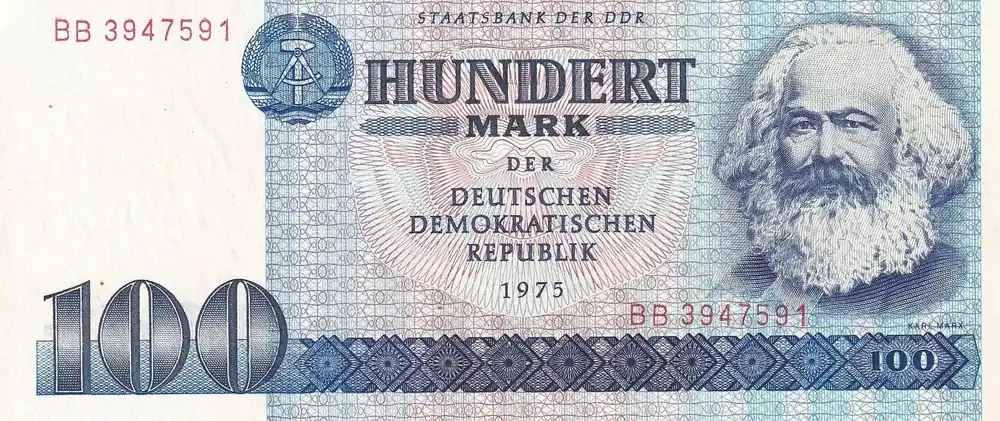 STAATSBANK DER DDR
BB 3947591
HUNDERT
MARK
DER
DEUTSCHEN
DEMOKRATISCHEN
REPUBLIK
1975
BB 3947591
KARL MARX
100
100